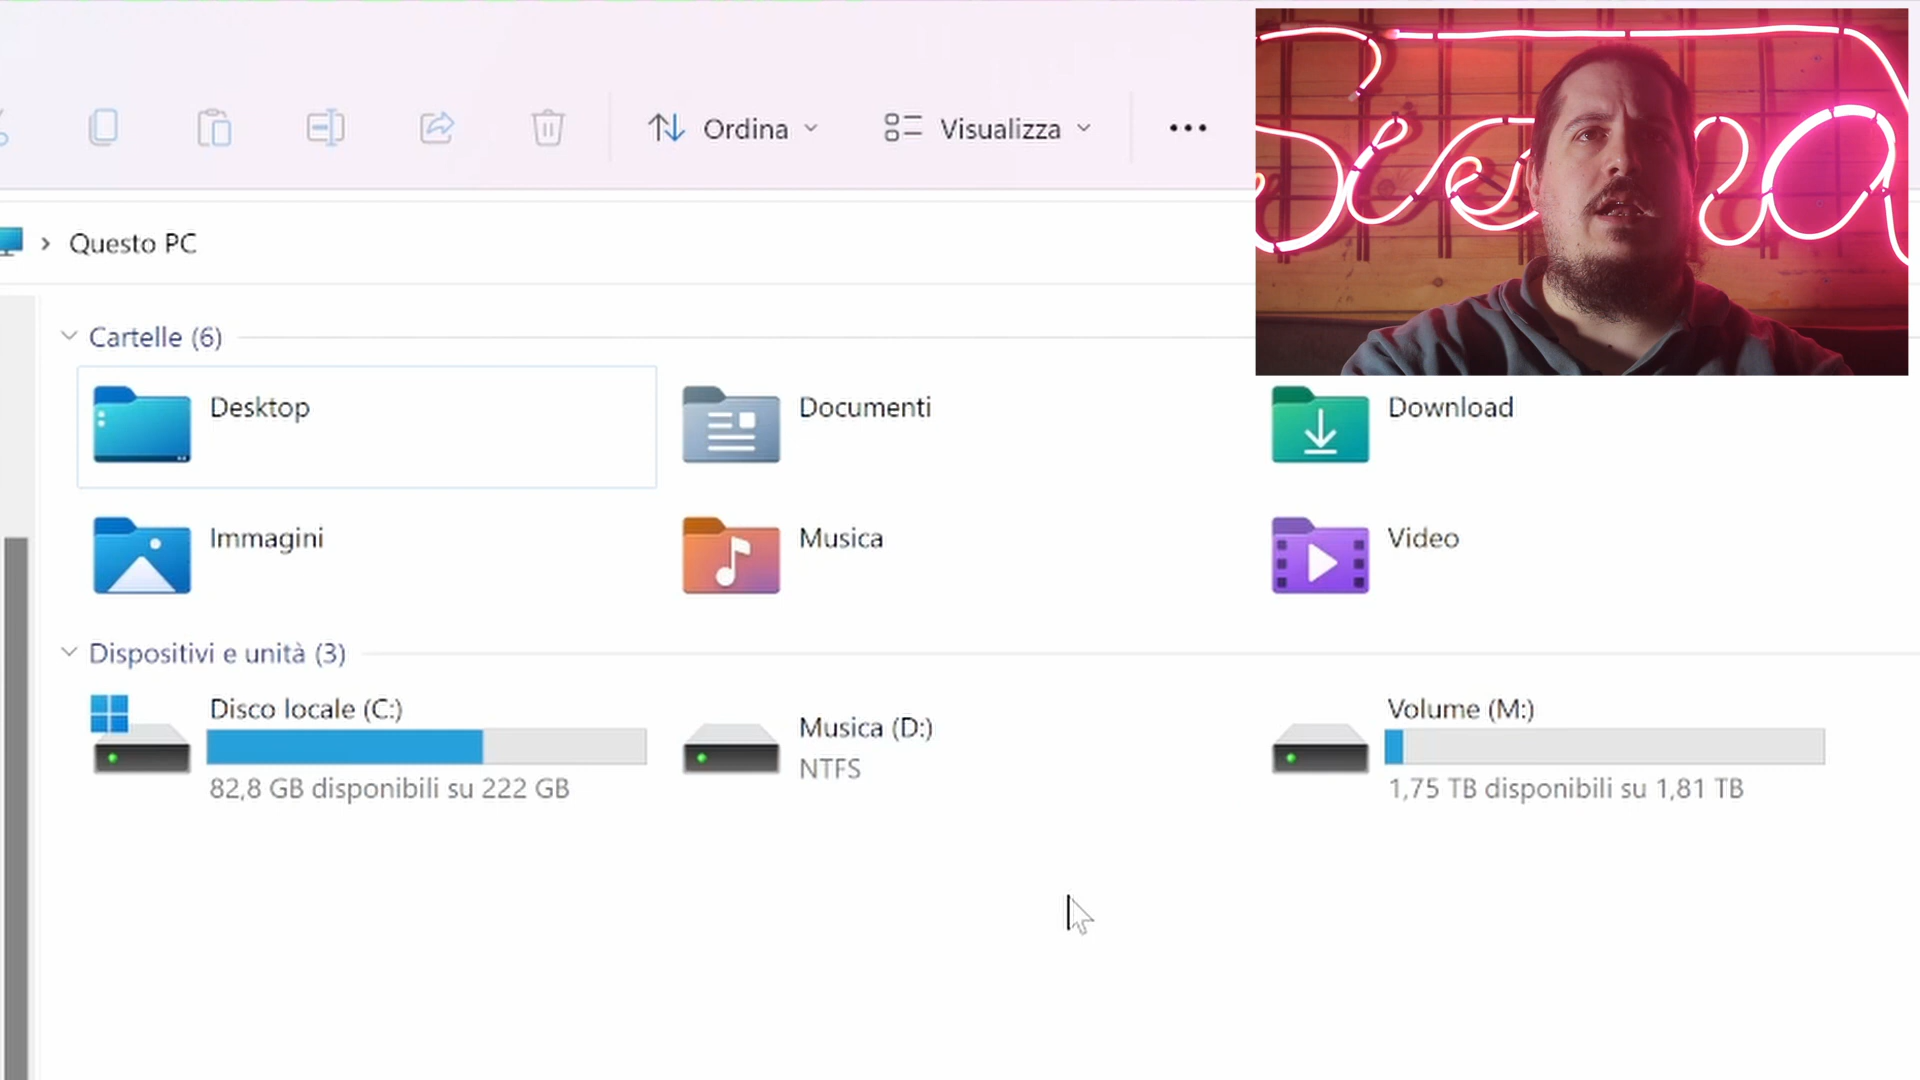 Ordina
Visualizza
Questo PC
Cartelle (6)
Desktop
Documenti
Download
Immagini
Musica
Video
Dispositivi e unità (3)
Disco locale (C:)
82,8 GB disponibili su 222 GB
Musica (D:)
NTFS
Volume (M:)
1,75 TB disponibili su 1,81 TB